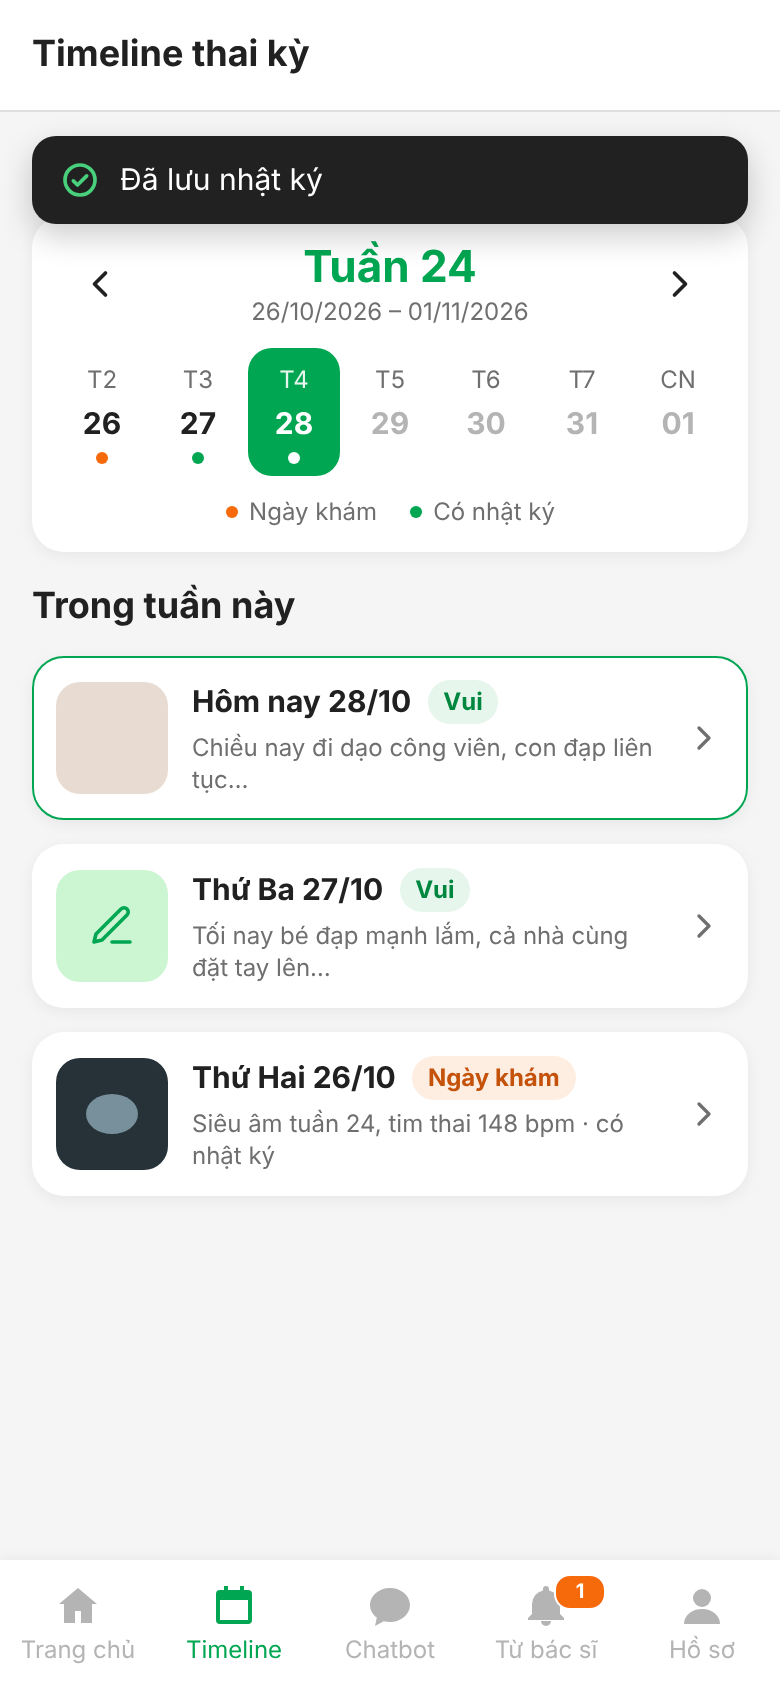 Timeline thai kỳ
Đã lưu nhật ký
Tuần 24
26/10/2026 – 01/11/2026
T2 T3 T4 T5 T6 T7 CN
26 27 28 29 30 31 01
Ngày khám Có nhật ký
Trong tuần này
Hôm nay 28/10 Vui
Chiều nay đi dạo công viên, con đạp liên
tục...
Thứ Ba 27/10 Vui
Tối nay bé đạp mạnh lắm, cả nhà cùng
đặt tay lên...
Thứ Hai 26/10 Ngày khám
Siêu âm tuần 24, tim thai 148 bpm · có
nhật ký
1
Trang chủ Timeline Chatbot Từ bác sĩ Hồ sơ